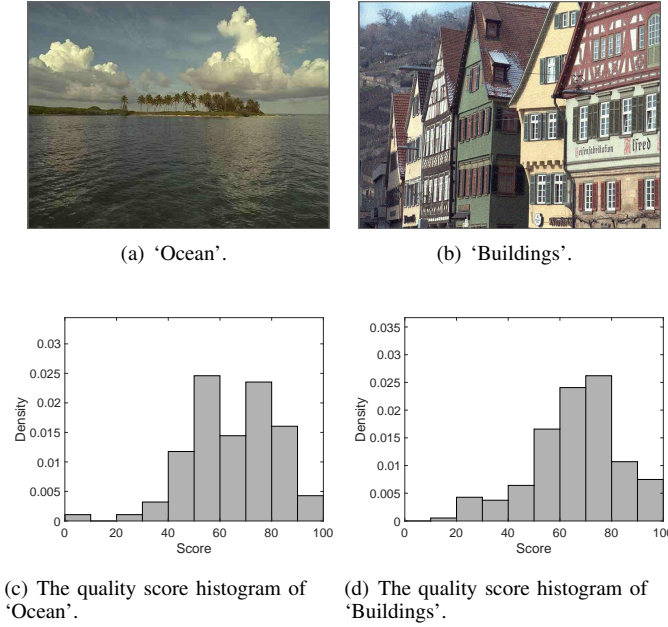 Seifenfabrikation
Alfred
(a) ‘Ocean’.
(b) ‘Buildings’.
0.03
0.025
0.02
0.015
0.01
0.005
0
Density
0 20 40 60 80 100
Score
0.035
0.03
0.025
0.02
0.015
0.01
0.005
0
Density
0 20 40 60 80 100
Score
(c) The quality score histogram of
‘Ocean’.
(d) The quality score histogram of
‘Buildings’.